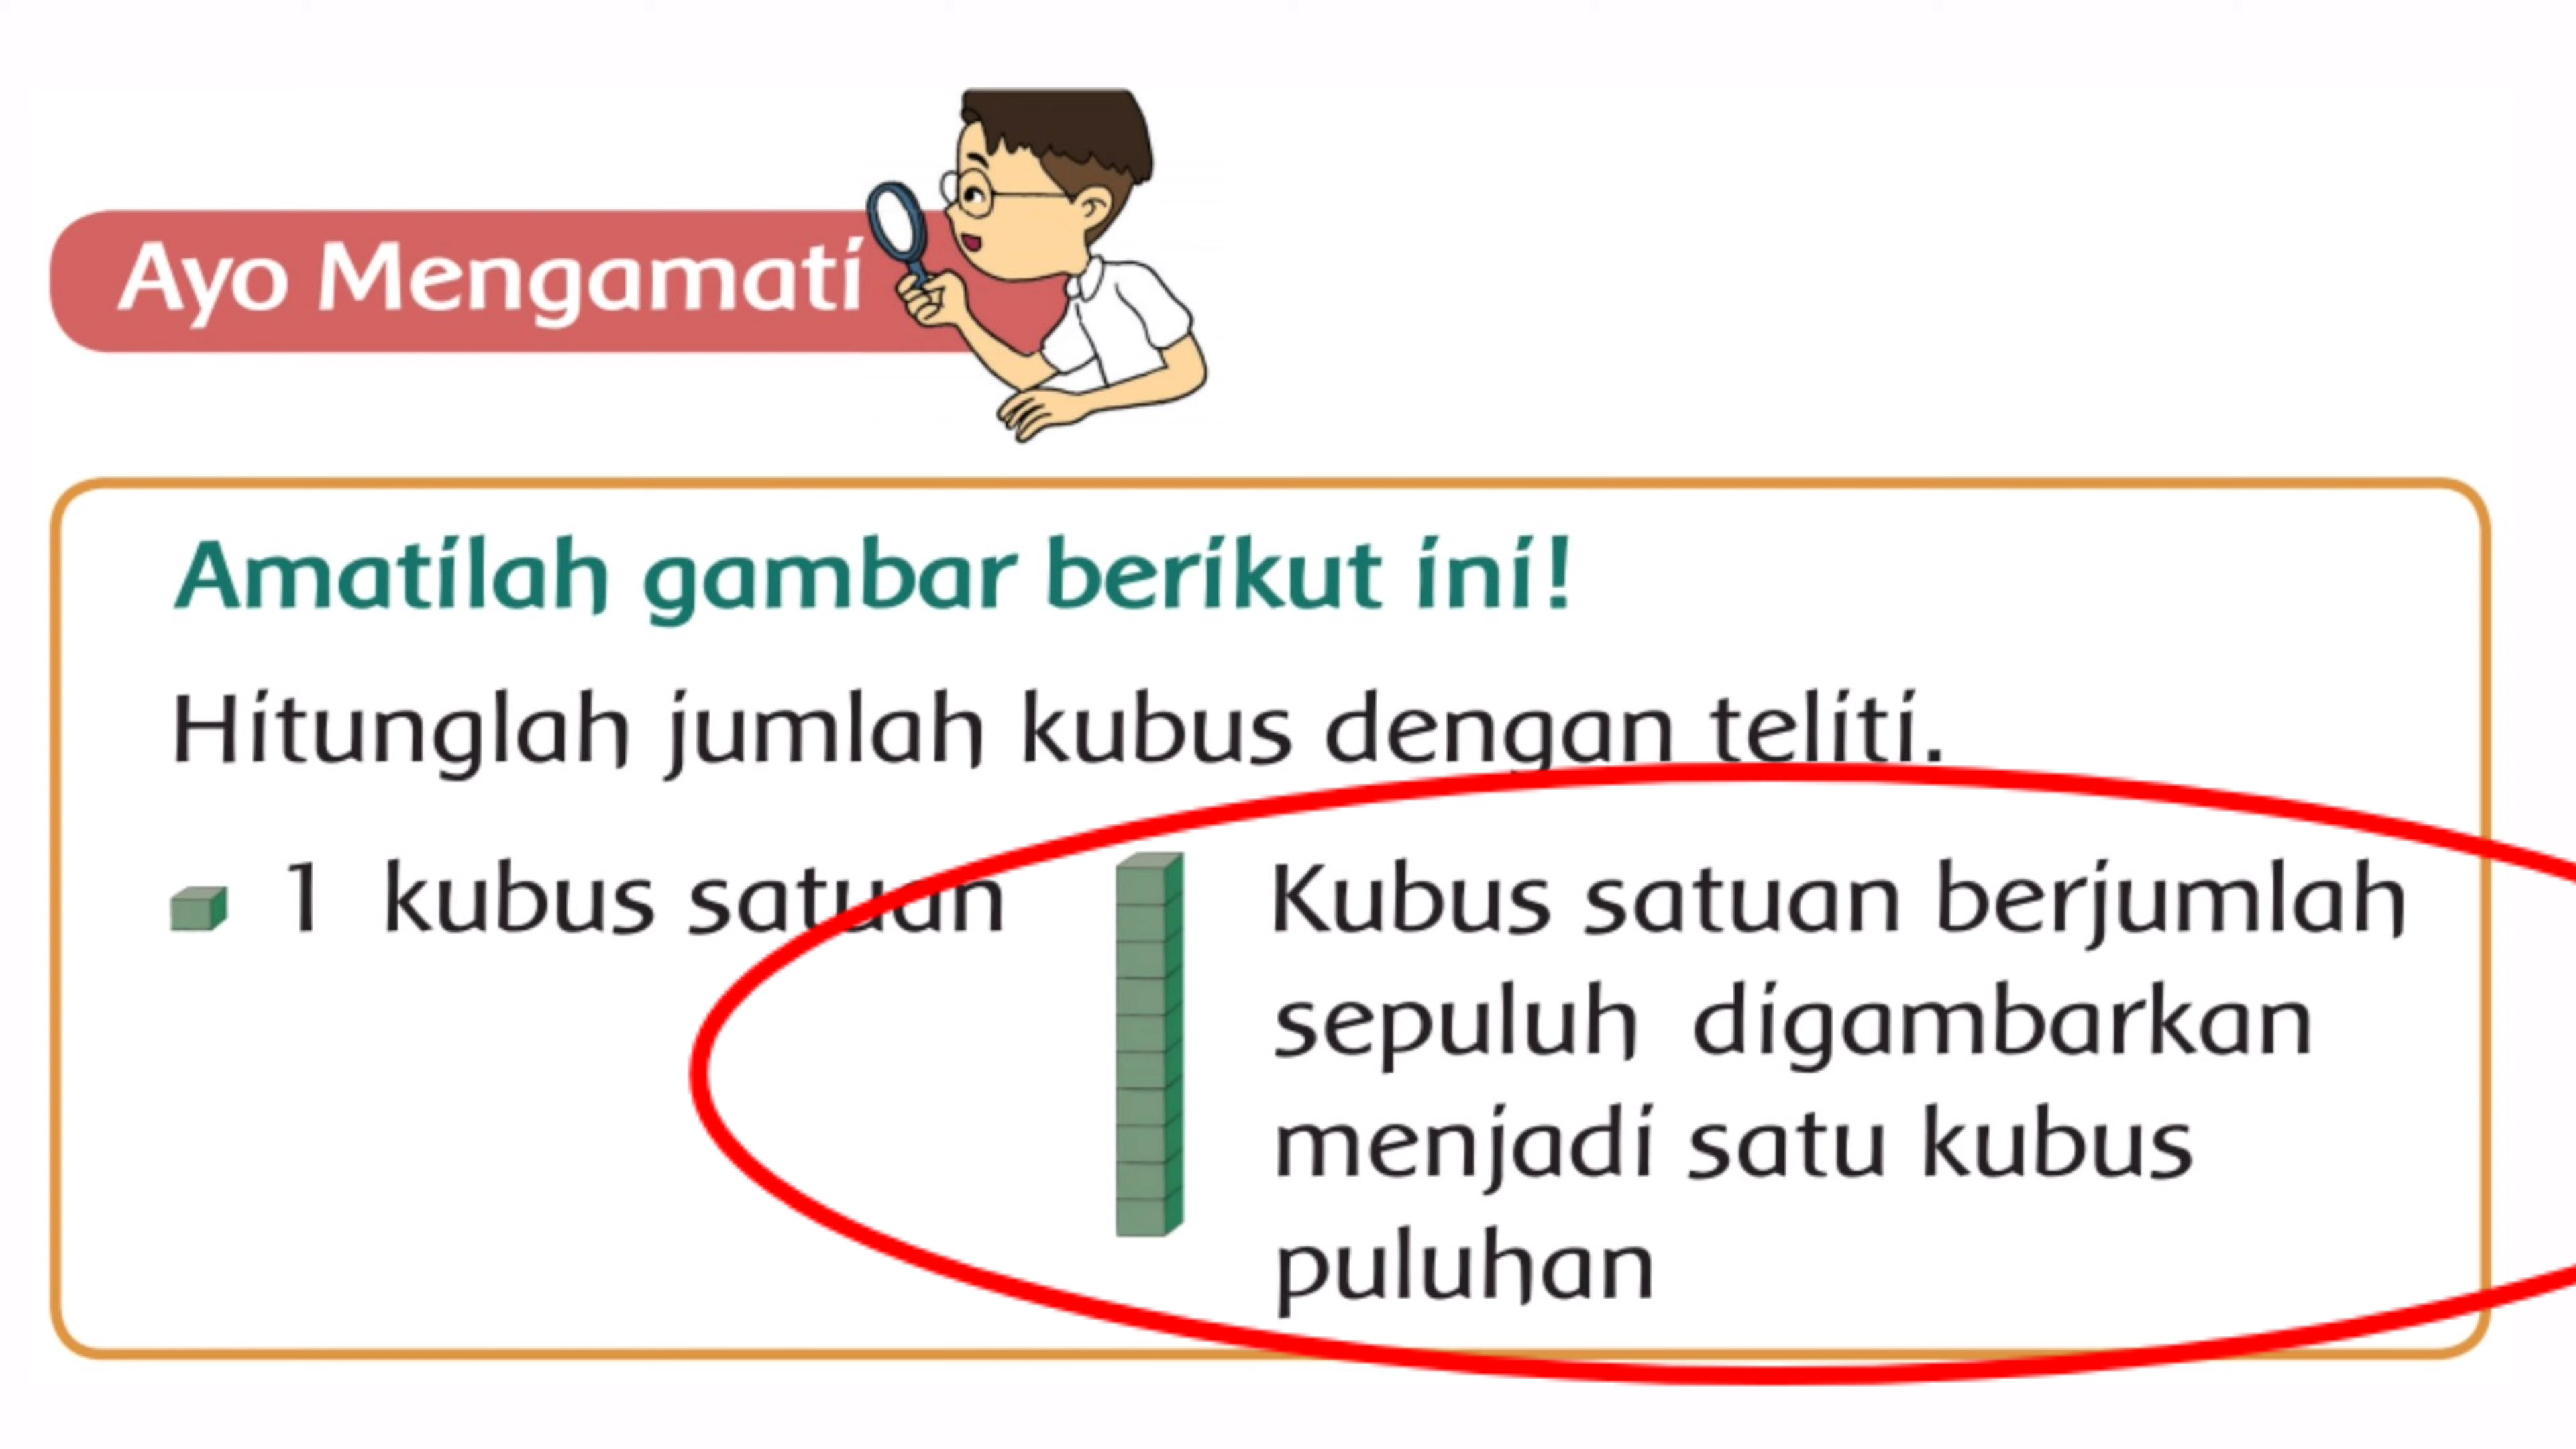 Ayo Mengamati
Amatilah gambar berikut ini!
Hitunglah jumlah kubus dengan teliti.
1 kubus satuan
Kubus satuan berjumlah
sepuluh digambarkan
menjadi satu kubus
puluhan